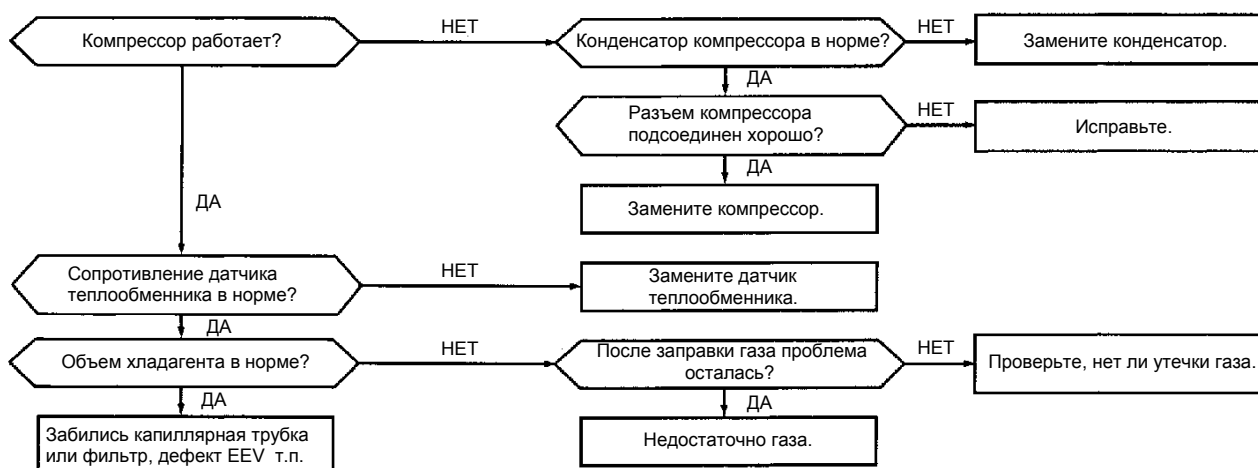 Компрессор работает?
НЕТ
Конденсатор компрессора в норме?
НЕТ
Замените конденсатор.
ДА
Разъем компрессора
подсоединен хорошо?
НЕТ
Исправьте.
ДА
Замените компрессор.
ДА
Сопротивление датчика
теплообменника в норме?
НЕТ
Замените датчик
теплообменника.
ДА
Объем хладагента в норме?
НЕТ
После заправки газа проблема
осталась?
НЕТ
Проверьте, нет ли утечки газа.
ДА
Забились капиллярная трубка
или фильтр, дефект EEV т.п.
ДА
Недостаточно газа.